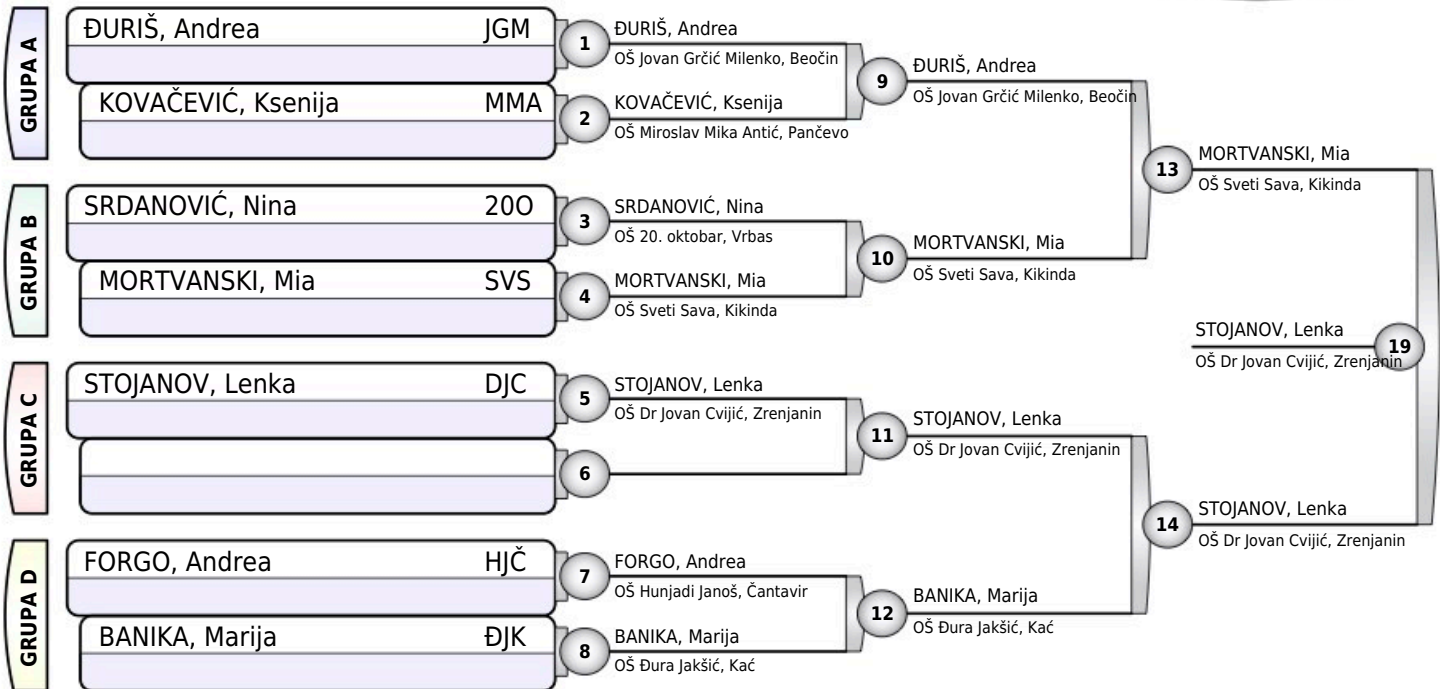 GRUPA A
ĐURIŠ, Andrea JGM
KOVAČEVIĆ, Ksenija MMA
GRUPA B
SRDANOVIĆ, Nina 20O
MORTVANSKI, Mia SVS
GRUPA C
STOJANOV, Lenka DJC
GRUPA D
FORGO, Andrea HJČ
BANIKA, Marija ĐJK
1
ĐURIŠ, Andrea
OŠ Jovan Grčić Milenko, Beočin
2
KOVAČEVIĆ, Ksenija
OŠ Miroslav Mika Antić, Pančevo
3
SRDANOVIĆ, Nina
OŠ 20. oktobar, Vrbas
4
MORTVANSKI, Mia
OŠ Sveti Sava, Kikinda
5
STOJANOV, Lenka
OŠ Dr Jovan Cvijić, Zrenjanin
6
7
FORGO, Andrea
OŠ Hunjadi Janoš, Čantavir
8
BANIKA, Marija
OŠ Đura Jakšić, Kać
9
ĐURIŠ, Andrea
OŠ Jovan Grčić Milenko, Beočin
10
MORTVANSKI, Mia
OŠ Sveti Sava, Kikinda
11
STOJANOV, Lenka
OŠ Dr Jovan Cvijić, Zrenjanin
12
BANIKA, Marija
OŠ Đura Jakšić, Kać
13
MORTVANSKI, Mia
OŠ Sveti Sava, Kikinda
14
STOJANOV, Lenka
OŠ Dr Jovan Cvijić, Zrenjanin
STOJANOV, Lenka
19
OŠ Dr Jovan Cvijić, Zrenjanin